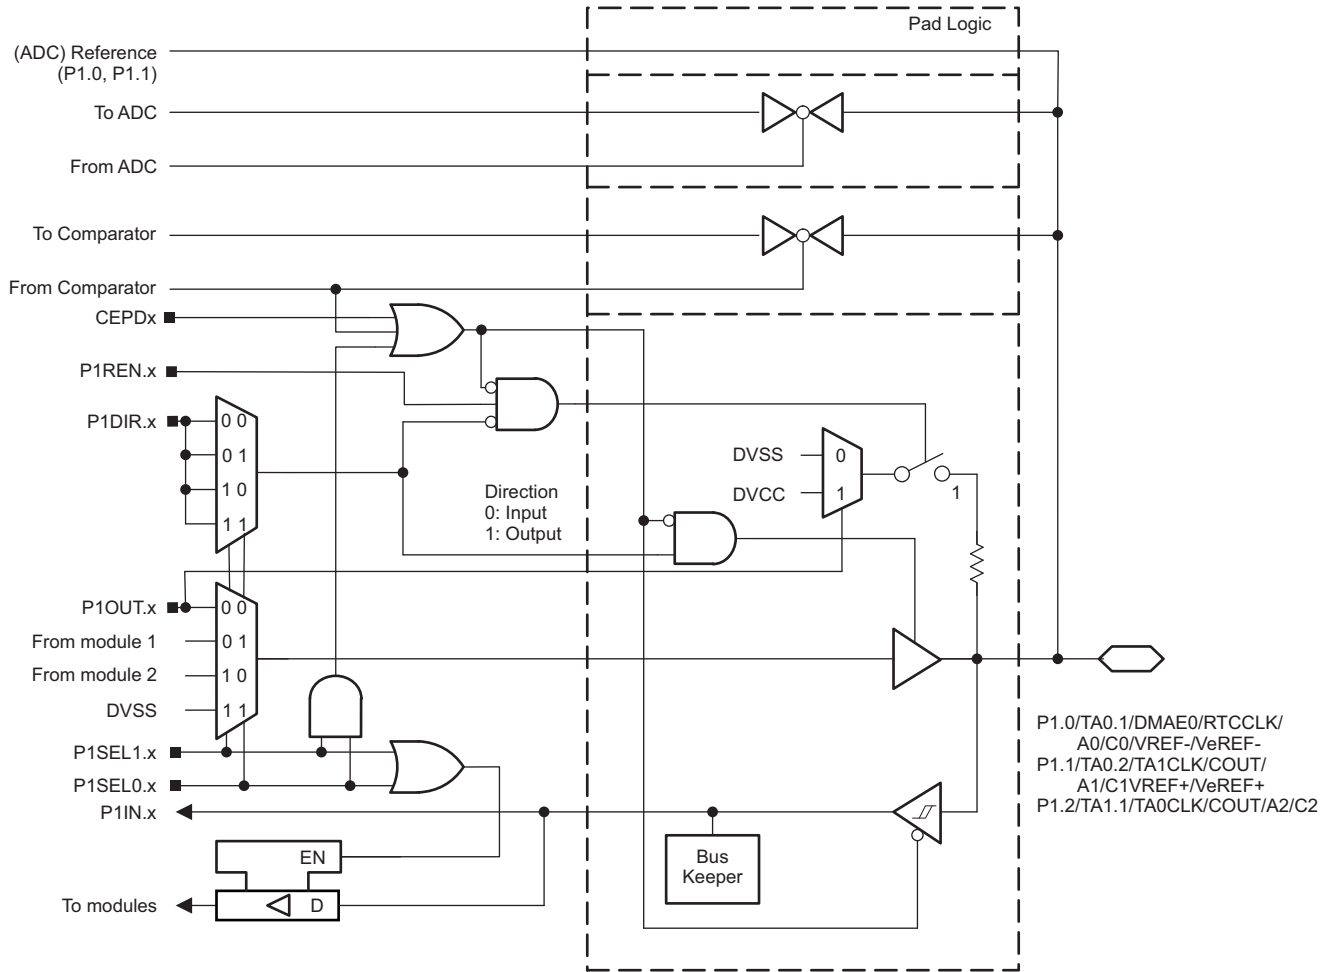 Pad Logic
(ADC) Reference
(P1.0, P1.1)
To ADC
From ADC
To Comparator
From Comparator
CEPDx
P1REN.x
P1DIR.x
0 0
0 1
1 0
1 1
Direction
0: Input
1: Output
DVSS
0
DVCC
1
1
P1OUT.x
0 0
From module 1
0 1
From module 2
1 0
DVSS
1 1
P1SEL1.x
P1SEL0.x
P1IN.x
EN
D
To modules
Bus
Keeper
P1.0/TA0.1/DMAE0/RTCCLK/
A0/C0/VREF-/VeREF-
P1.1/TA0.2/TA1CLK/COUT/
A1/C1VREF+/VeREF+
P1.2/TA1.1/TA0CLK/COUT/A2/C2